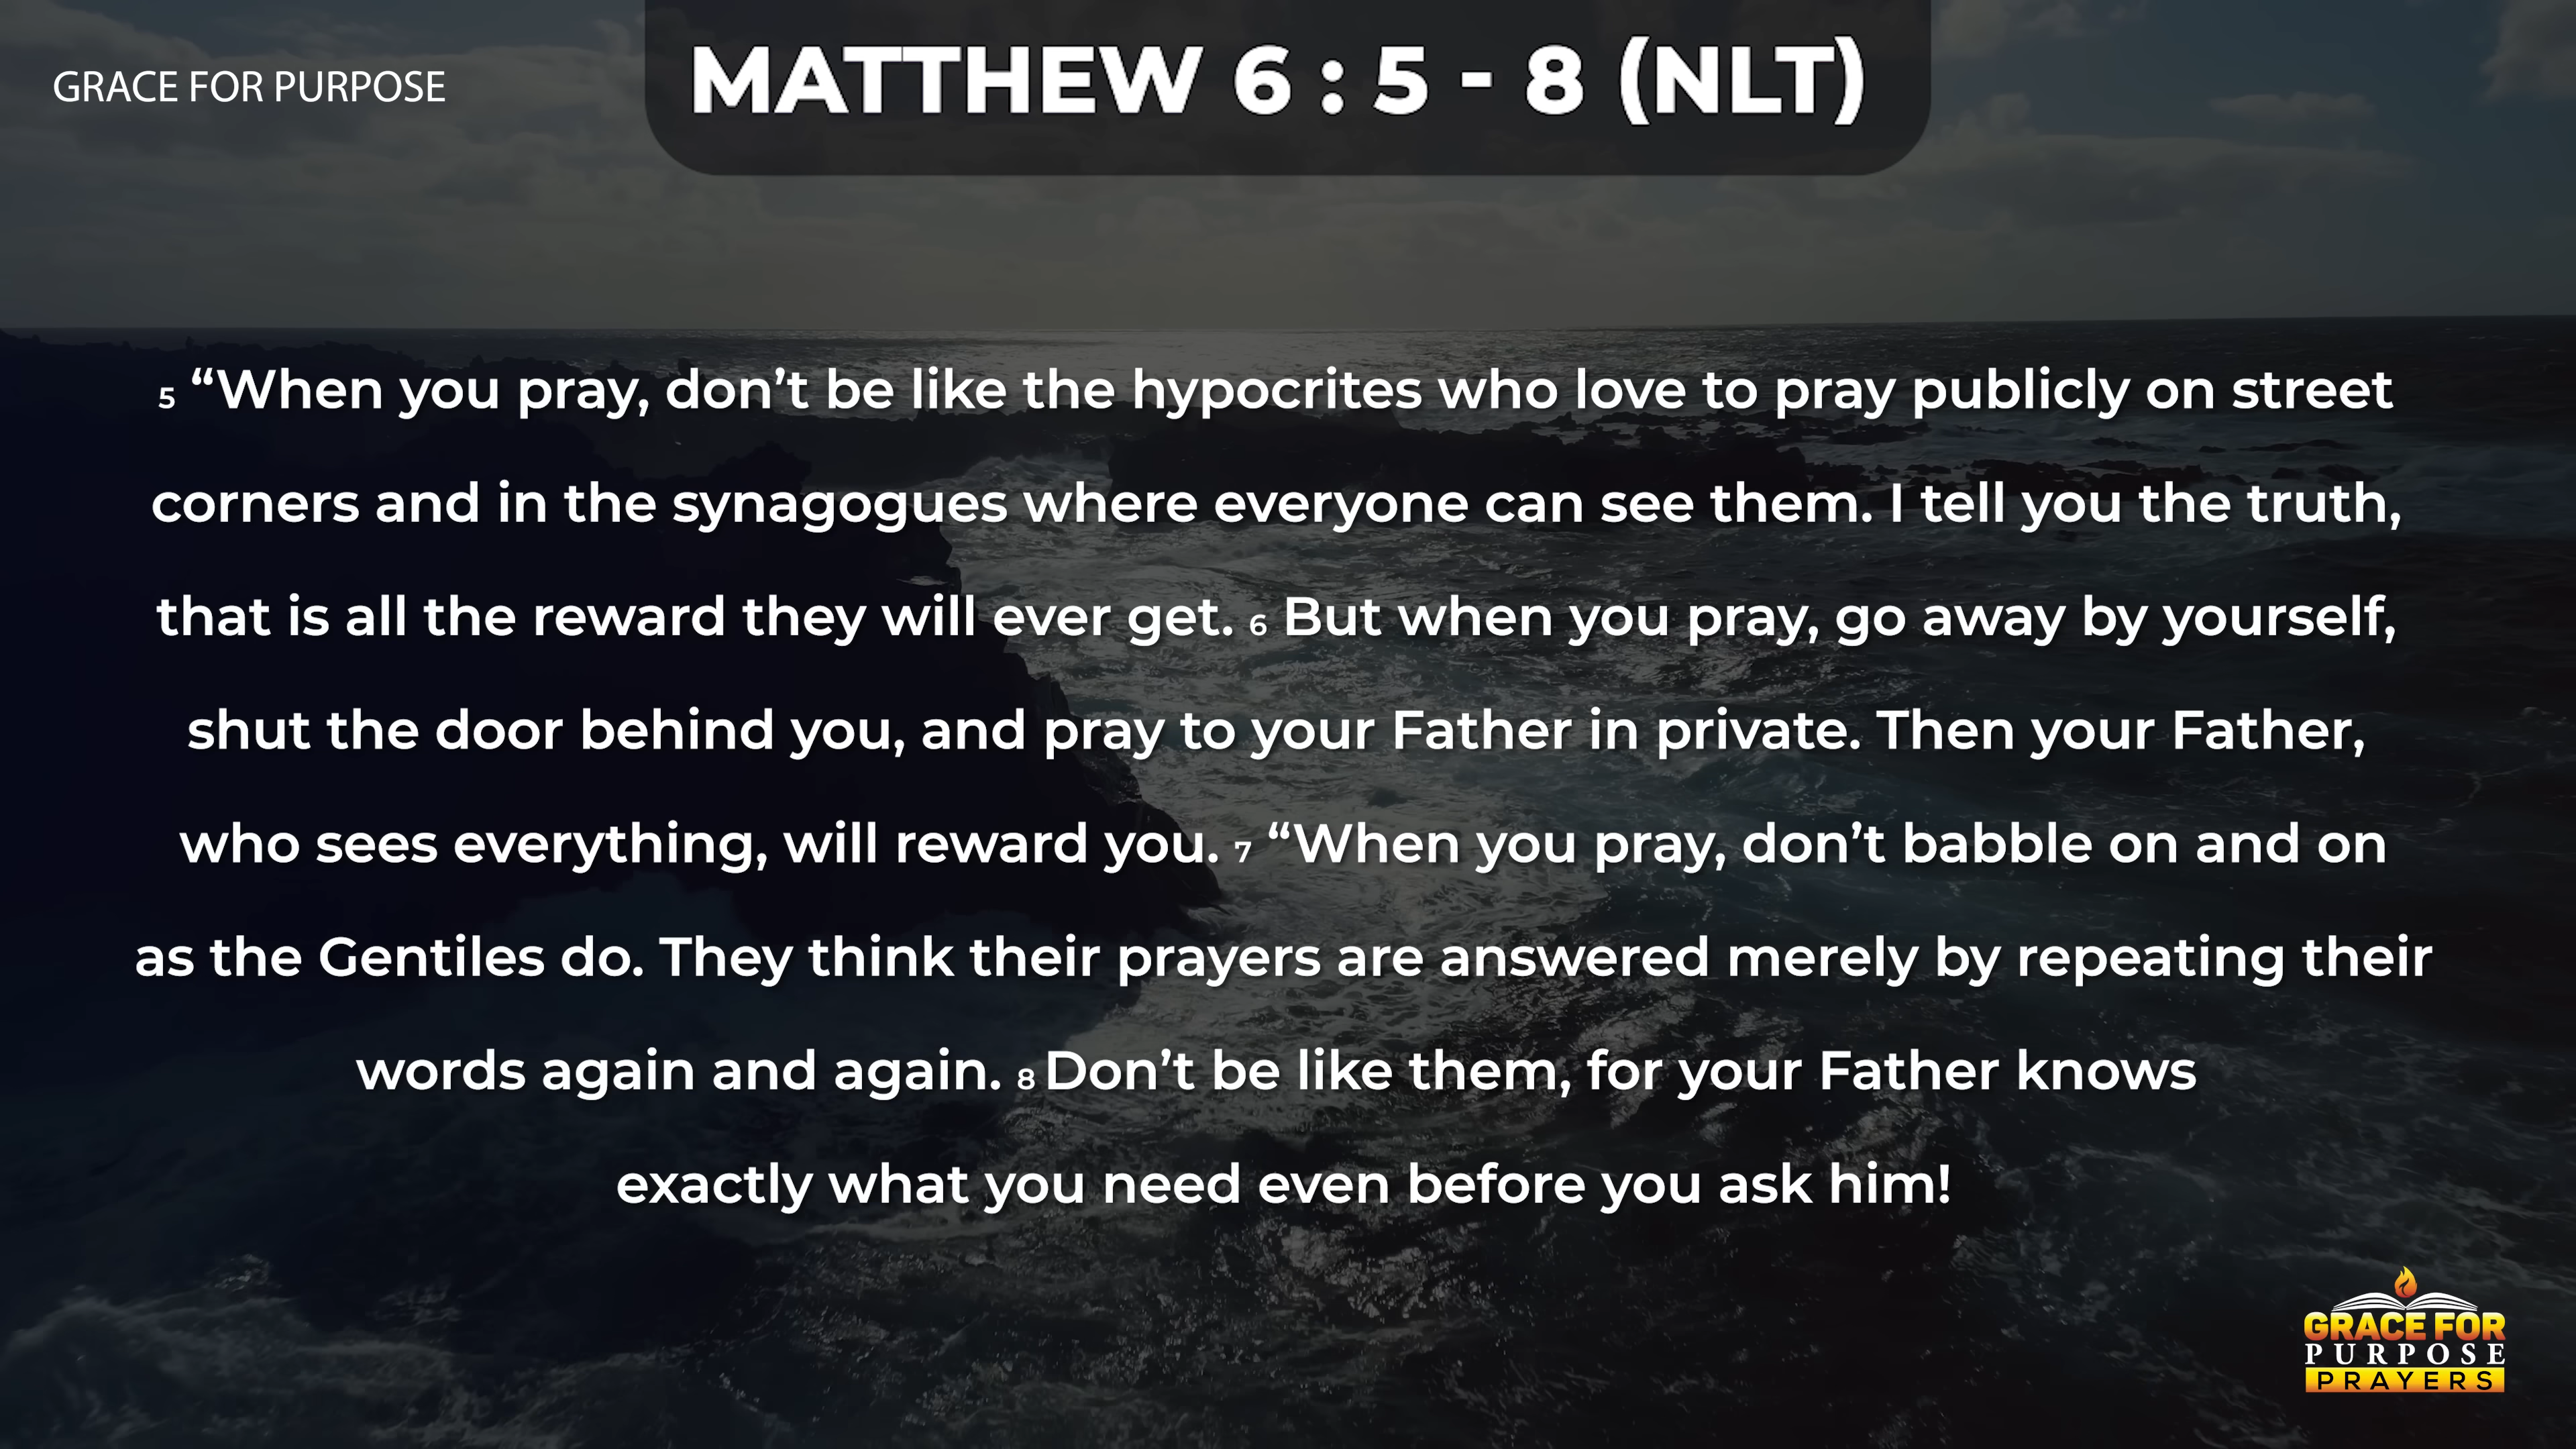 GRACE FOR PURPOSE
MATTHEW 6 : 5 - 8 (NLT)
5 “When you pray, don’t be like the hypocrites who love to pray publicly on street
corners and in the synagogues where everyone can see them. I tell you the truth,
that is all the reward they will ever get. 6 But when you pray, go away by yourself,
shut the door behind you, and pray to your Father in private. Then your Father,
who sees everything, will reward you. 7 “When you pray, don’t babble on and on
as the Gentiles do. They think their prayers are answered merely by repeating their
words again and again. 8 Don’t be like them, for your Father knows
exactly what you need even before you ask him!
GRACE FOR
PURPOSE
PRAYERS